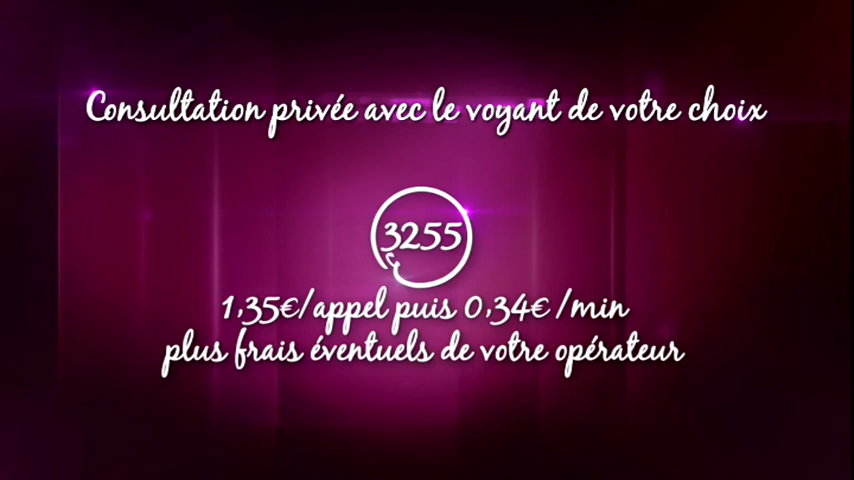 Consultation privée avec le voyant de votre choix
3255
1,35€/appel puis 0,34€/min
plus frais éventuels de votre opérateur